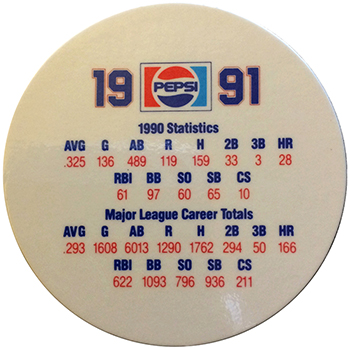 19 PEPSI 91
1990 Statistics
AVG G AB R H 2B 3B HR
.325 136 489 119 159 33 3 28
RBI BB SO SB CS
61 97 60 65 10
Major League Career Totals
AVG G AB R H 2B 3B HR
.293 1608 6013 1290 1762 294 50 166
RBI BB SO SB CS
622 1093 796 936 211